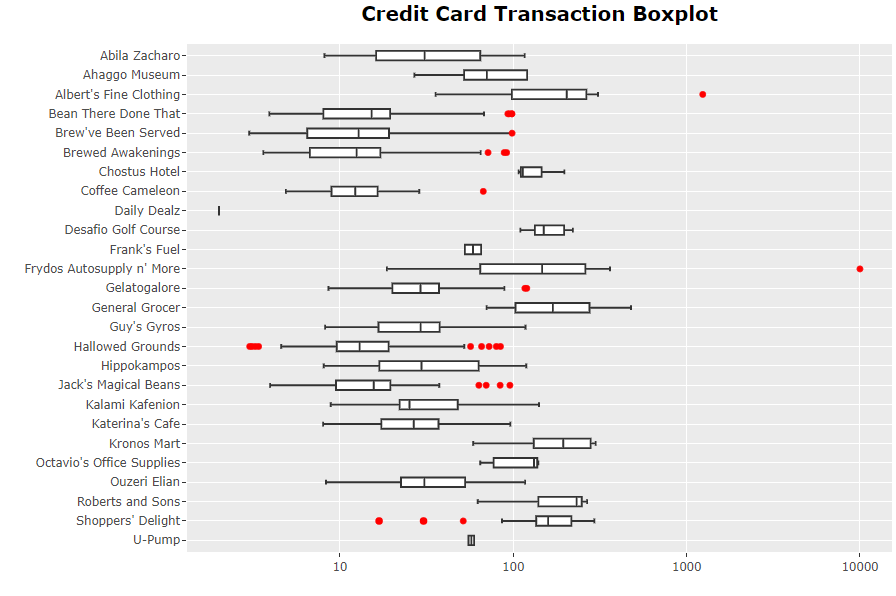 Credit Card Transaction Boxplot
Abila Zacharo
Ahaggo Museum
Albert's Fine Clothing
Bean There Done That
Brew've Been Served
Brewed Awakenings
Chostus Hotel
Coffee Cameleon
Daily Dealz
Desafio Golf Course
Frank's Fuel
Frydos Autosupply n' More
Gelatogalore
General Grocer
Guy's Gyros
Hallowed Grounds
Hippokampos
Jack's Magical Beans
Kalami Kafenion
Katerina's Cafe
Kronos Mart
Octavio's Office Supplies
Ouzeri Elian
Roberts and Sons
Shoppers' Delight
U-Pump
10 100 1000 10000